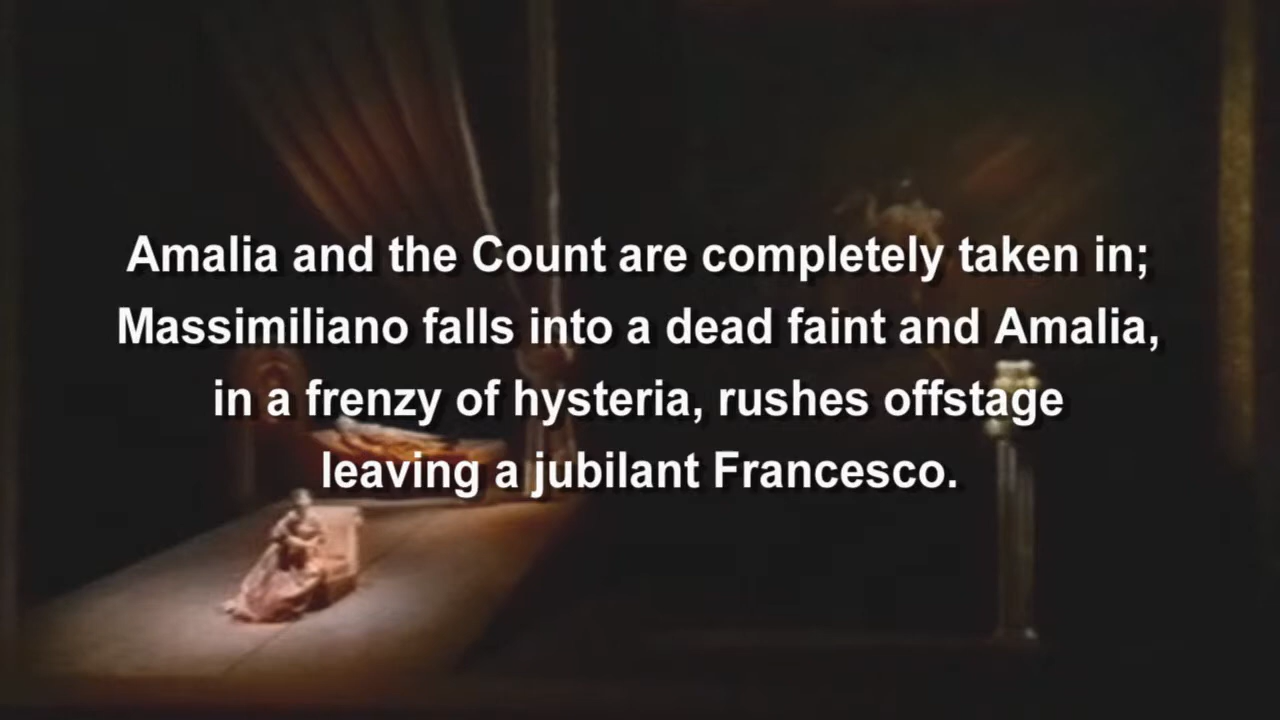 Amalia and the Count are completely taken in;
Massimiliano falls into a dead faint and Amalia,
in a frenzy of hysteria, rushes offstage
leaving a jubilant Francesco.